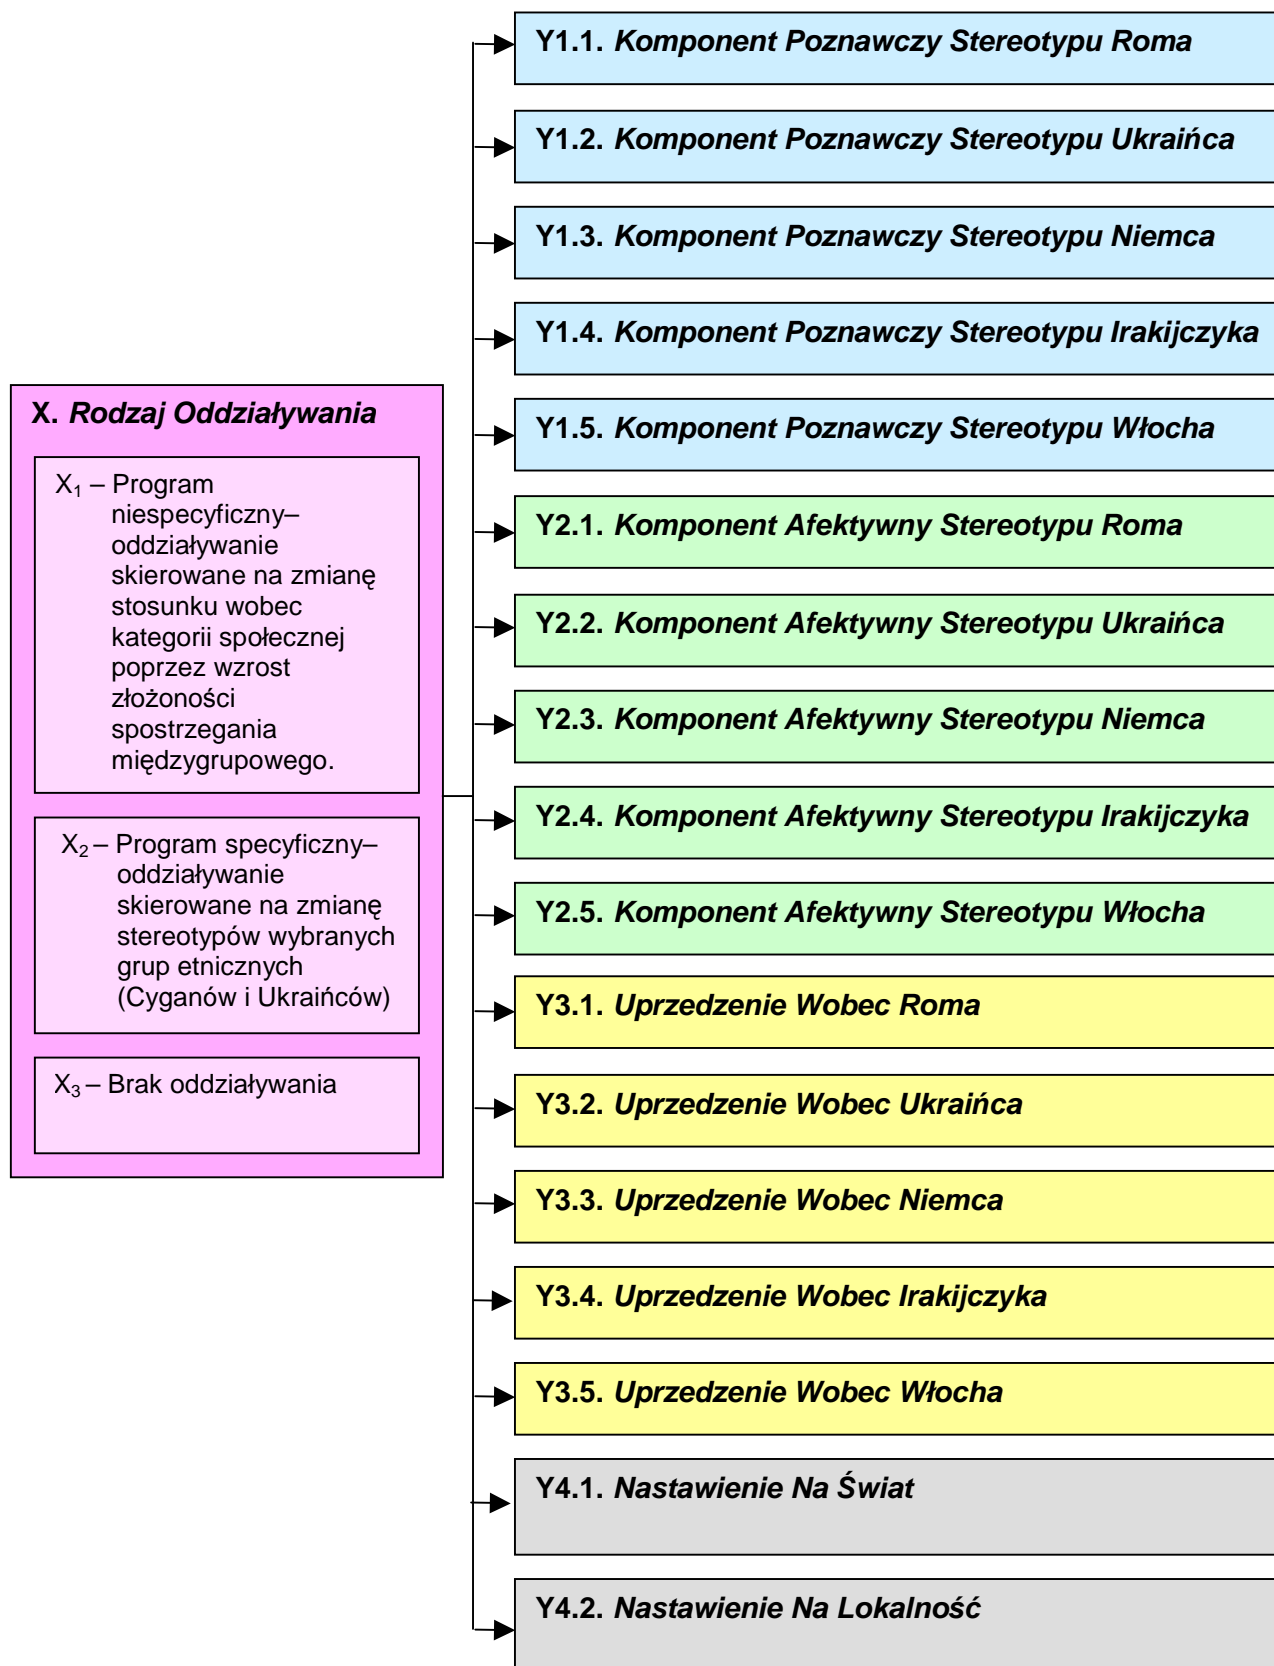 X. Rodzaj Oddziaływania
X₁ – Program
niespecyficzny–
oddziaływanie
skierowane na zmianę
stosunku wobec
kategorii społecznej
poprzez wzrost
złożoności
spostrzegania
międzygrupowego.
X₂ – Program specyficzny–
oddziaływanie
skierowane na zmianę
stereotypów wybranych
grup etnicznych
(Cyganów i Ukraińców)
X₃ – Brak oddziaływania
Y1.1. Komponent Poznawczy Stereotypu Roma
Y1.2. Komponent Poznawczy Stereotypu Ukraińca
Y1.3. Komponent Poznawczy Stereotypu Niemca
Y1.4. Komponent Poznawczy Stereotypu Irakijczyka
Y1.5. Komponent Poznawczy Stereotypu Włocha
Y2.1. Komponent Afektywny Stereotypu Roma
Y2.2. Komponent Afektywny Stereotypu Ukraińca
Y2.3. Komponent Afektywny Stereotypu Niemca
Y2.4. Komponent Afektywny Stereotypu Irakijczyka
Y2.5. Komponent Afektywny Stereotypu Włocha
Y3.1. Uprzedzenie Wobec Roma
Y3.2. Uprzedzenie Wobec Ukraińca
Y3.3. Uprzedzenie Wobec Niemca
Y3.4. Uprzedzenie Wobec Irakijczyka
Y3.5. Uprzedzenie Wobec Włocha
Y4.1. Nastawienie Na Świat
Y4.2. Nastawienie Na Lokalność